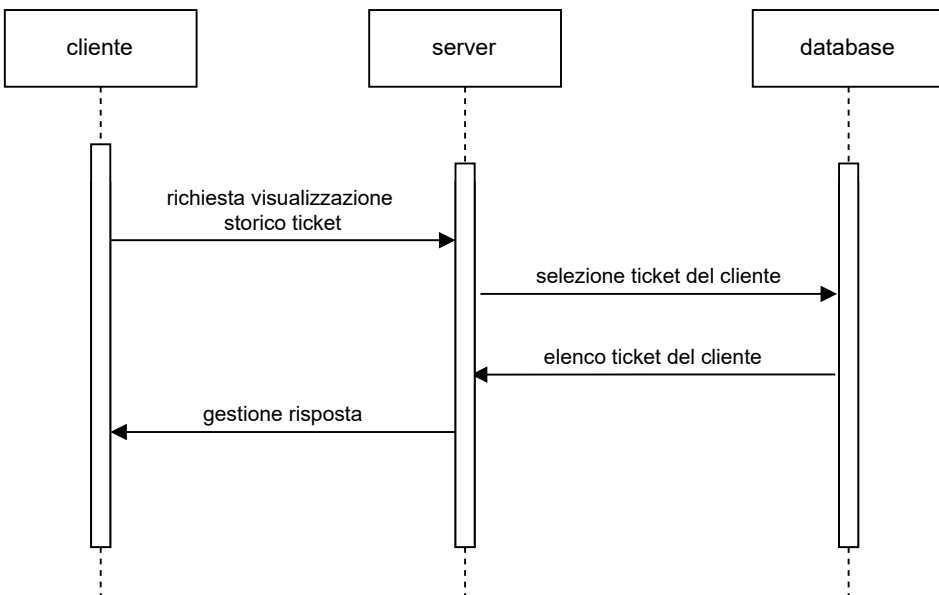 cliente
server
database
richiesta visualizzazione
storico ticket
selezione ticket del cliente
elenco ticket del cliente
gestione risposta